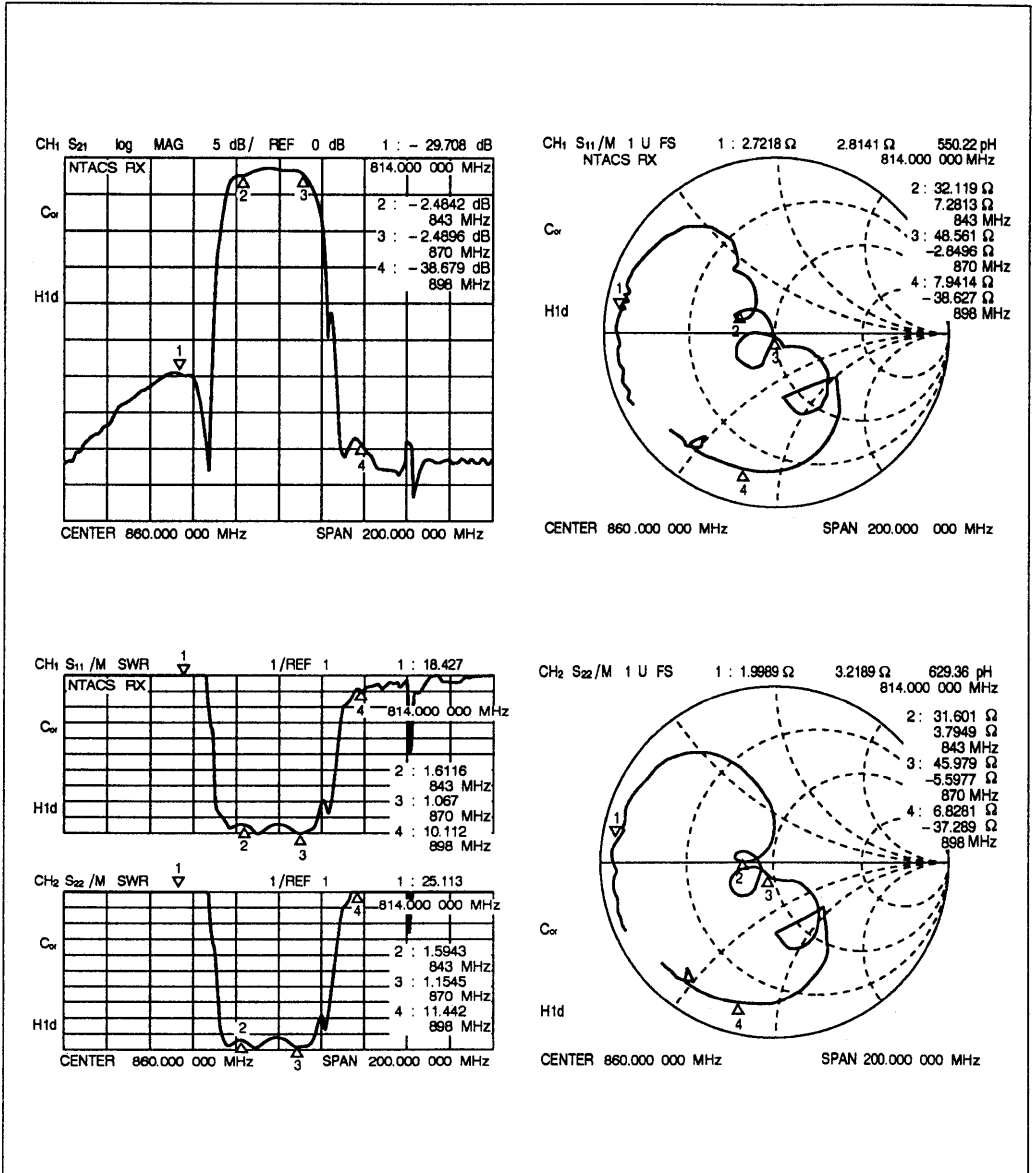 CH₁ S₂₁ log MAG 5 dB/ REF 0 dB 1 : - 29.708 dB
NTACS RX 814.000 000 MHz
Cor
H1d
2 : -2.4842 dB
843 MHz
3 : -2.4896 dB
870 MHz
4 : -38.679 dB
898 MHz
1
2
3
4
CENTER 860.000 000 MHz SPAN 200.000 000 MHz
CH₁ S₁₁ /M 1 U FS 1 : 2.7218 Ω 2.8141 Ω 550.22 pH
NTACS RX 814.000 000 MHz
Cor
H1d
2 : 32.119 Ω
7.2813 Ω
843 MHz
3 : 48.561 Ω
-2.8496 Ω
870 MHz
4 : 7.9414 Ω
-38.627 Ω
898 MHz
1
2
3
4
CENTER 860.000 000 MHz SPAN 200.000 000 MHz
CH₁ S₁₁ /M SWR 1 /REF 1 1 : 18.427
NTACS RX
814.000 000 MHz
Cor
H1d
2 : 1.6116
843 MHz
3 : 1.067
870 MHz
4 : 10.112
898 MHz
1
2
3
4
CH₂ S₂₂ /M SWR 1 /REF 1 1 : 25.113
814.000 000 MHz
Cor
H1d
2 : 1.5943
843 MHz
3 : 1.1545
870 MHz
4 : 11.442
898 MHz
1
2
3
4
CENTER 860.000 000 MHz SPAN 200.000 000 MHz
CH₂ S₂₂ /M 1 U FS 1 : 1.9989 Ω 3.2189 Ω 629.36 pH
814.000 000 MHz
2 : 31.601 Ω
3.7949 Ω
843 MHz
3 : 45.979 Ω
-5.5977 Ω
870 MHz
4 : 6.8281 Ω
-37.289 Ω
898 MHz
1
2
3
4
Cor
H1d
CENTER 860.000 000 MHz SPAN 200.000 000 MHz